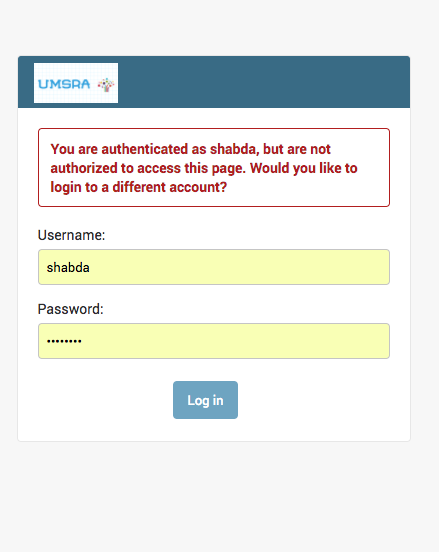 UMSRA
You are authenticated as shabda, but are not
authorized to access this page. Would you like to
login to a different account?
Username:
shabda
Password:
••••••••
Log in